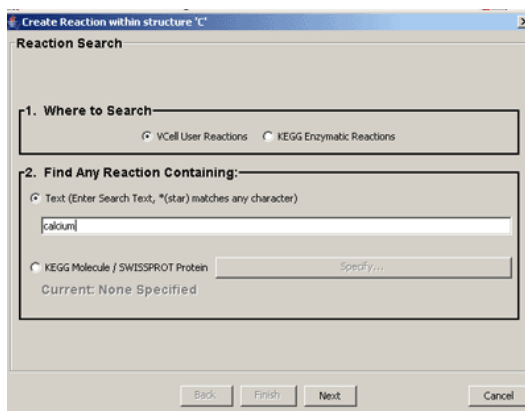 Create Reaction within structure 'C'
Reaction Search
1. Where to Search
VCell User Reactions KEGG Enzymatic Reactions
2. Find Any Reaction Containing:
Text (Enter Search Text, *(star) matches any character)
calcium
KEGG Molecule / SWISSPROT Protein Specify...
Current: None Specified
Back Finish Next Cancel